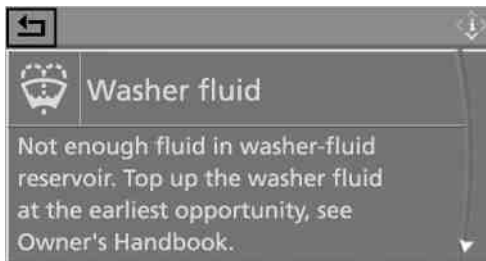 Washer fluid
Not enough fluid in washer-fluid
reservoir. Top up the washer fluid
at the earliest opportunity, see
Owner's Handbook.